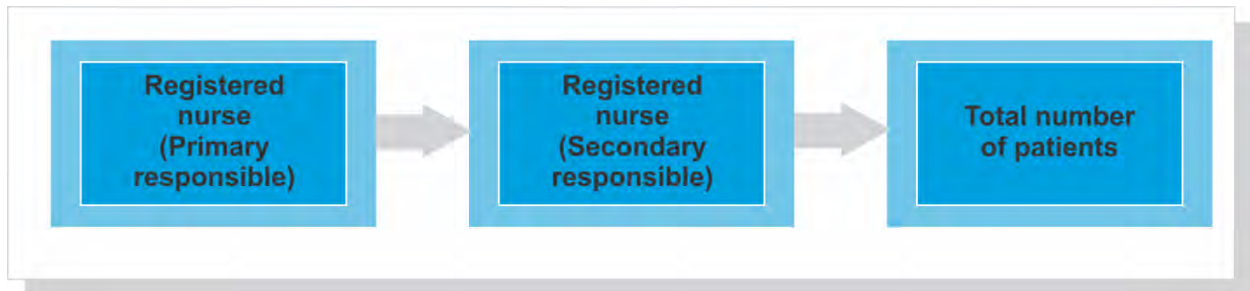 Registered
nurse
(Primary
responsible)
Registered
nurse
(Secondary
responsible)
Total number
of patients